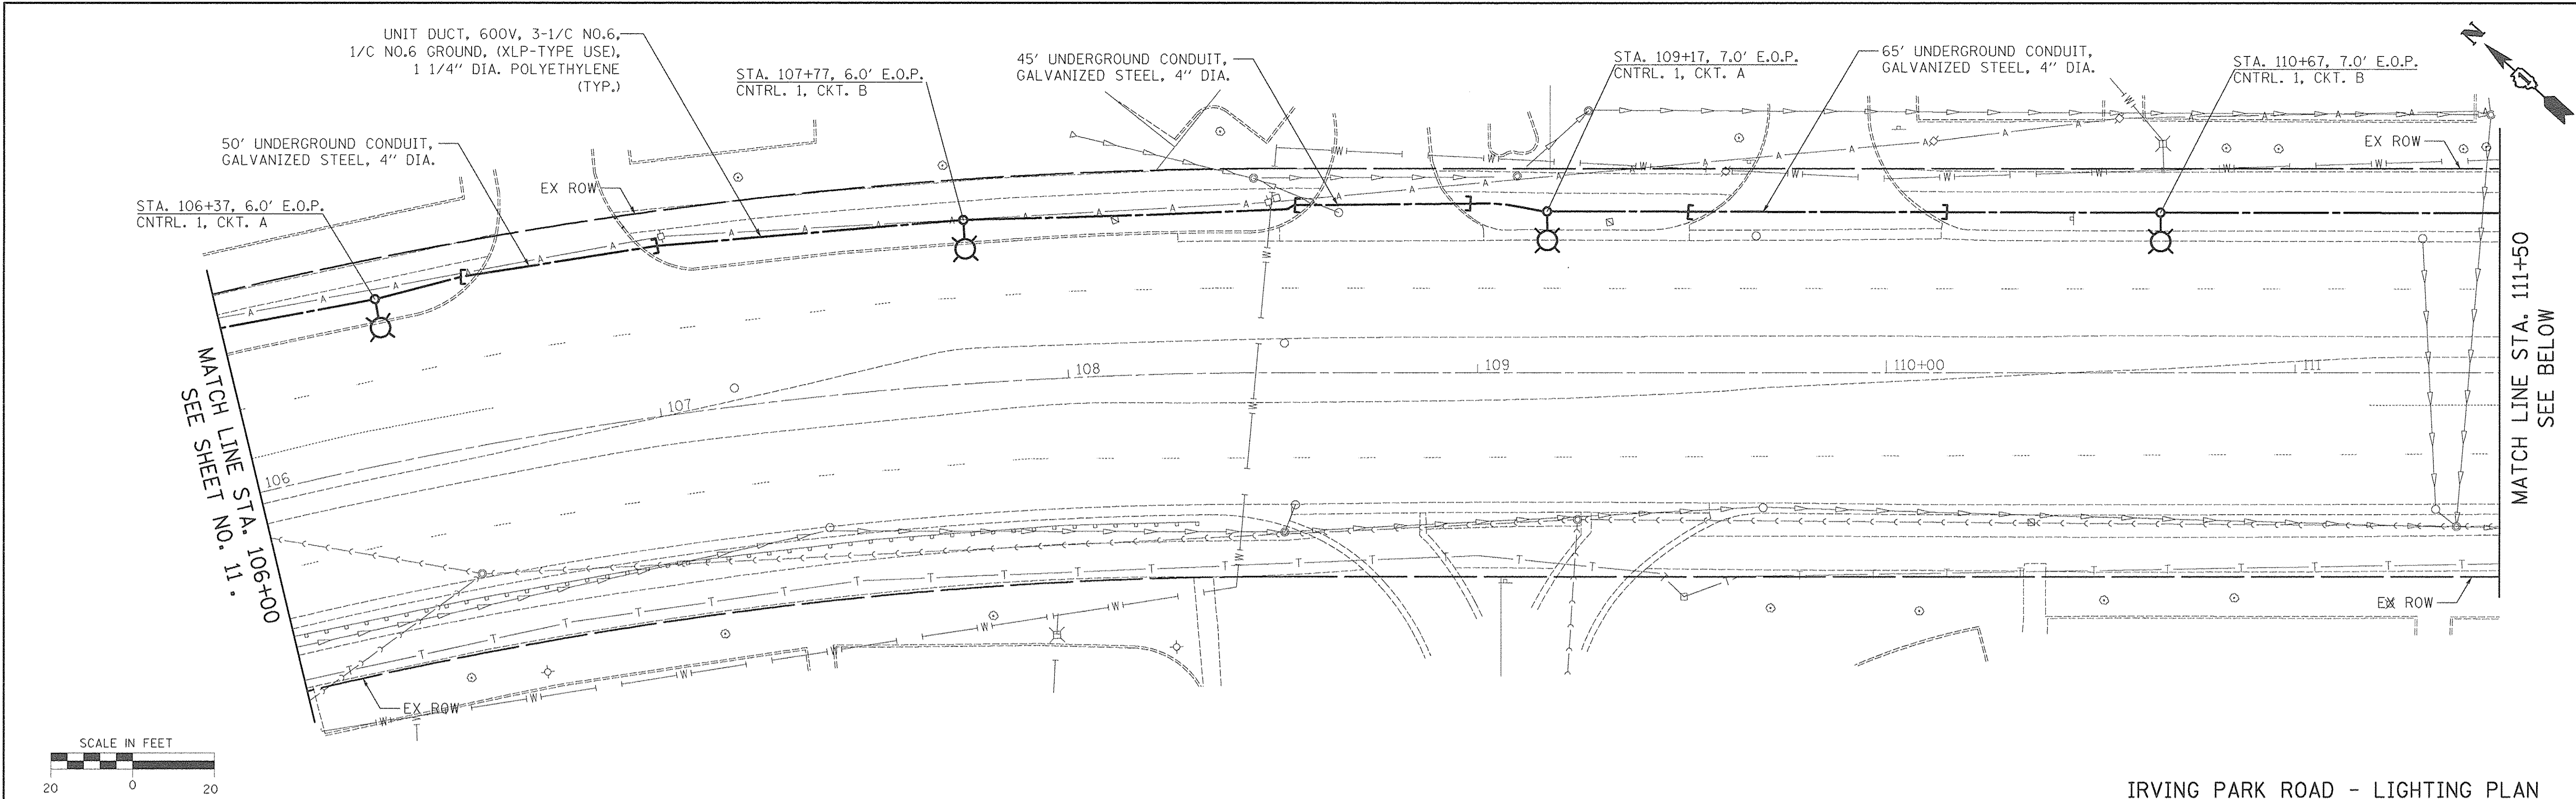 UNIT DUCT, 600V, 3-1/C NO.6,
1/C NO.6 GROUND, (XLP-TYPE USE),
1 1/4" DIA. POLYETHYLENE
(TYP.)
50' UNDERGROUND CONDUIT,
GALVANIZED STEEL, 4" DIA.
STA. 106+37, 6.0' E.O.P.
CNTRL. 1, CKT. A
EX ROW
STA. 107+77, 6.0' E.O.P.
CNTRL. 1, CKT. B
45' UNDERGROUND CONDUIT,
GALVANIZED STEEL, 4" DIA.
STA. 109+17, 7.0' E.O.P.
CNTRL. 1, CKT. A
65' UNDERGROUND CONDUIT,
GALVANIZED STEEL, 4" DIA.
STA. 110+67, 7.0' E.O.P.
CNTRL. 1, CKT. B
N
EX ROW
MATCH LINE STA. 106+00
SEE SHEET NO. 11.
106
107
108
109
110+00
111
MATCH LINE STA. 111+50
SEE BELOW
EX ROW
EX ROW
SCALE IN FEET
20 0 20
IRVING PARK ROAD - LIGHTING PLAN